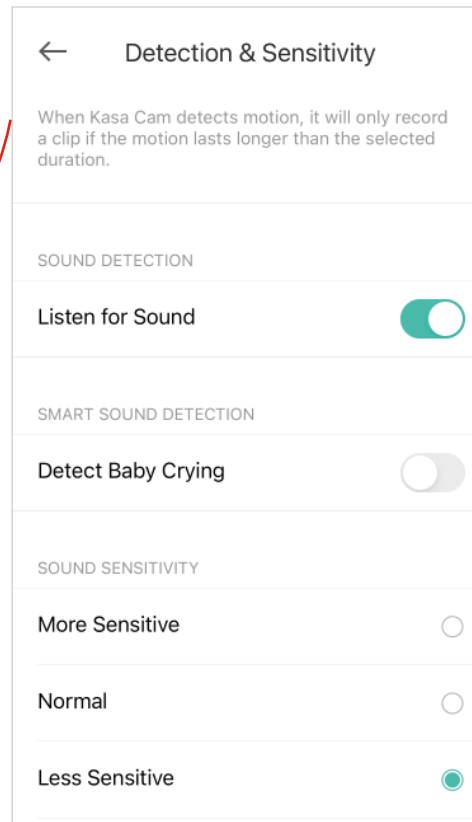 Detection & Sensitivity
When Kasa Cam detects motion, it will only record
a clip if the motion lasts longer than the selected
duration.
SOUND DETECTION
Listen for Sound
SMART SOUND DETECTION
Detect Baby Crying
SOUND SENSITIVITY
More Sensitive
Normal
Less Sensitive